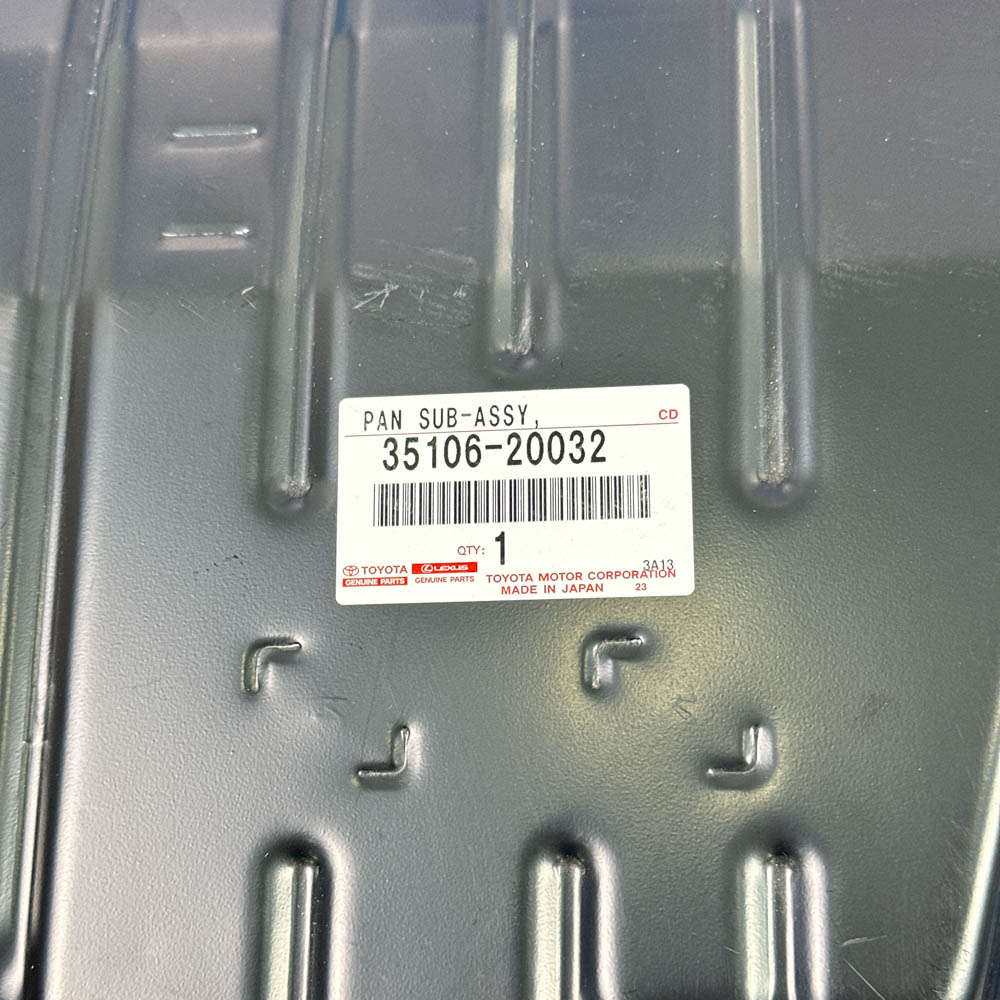 PAN SUB-ASSY, CD
35106-20032
QTY: 1
3A13
TOYOTA LEXUS
GENUINE PARTS GENUINE PARTS TOYOTA MOTOR CORPORATION
MADE IN JAPAN 23